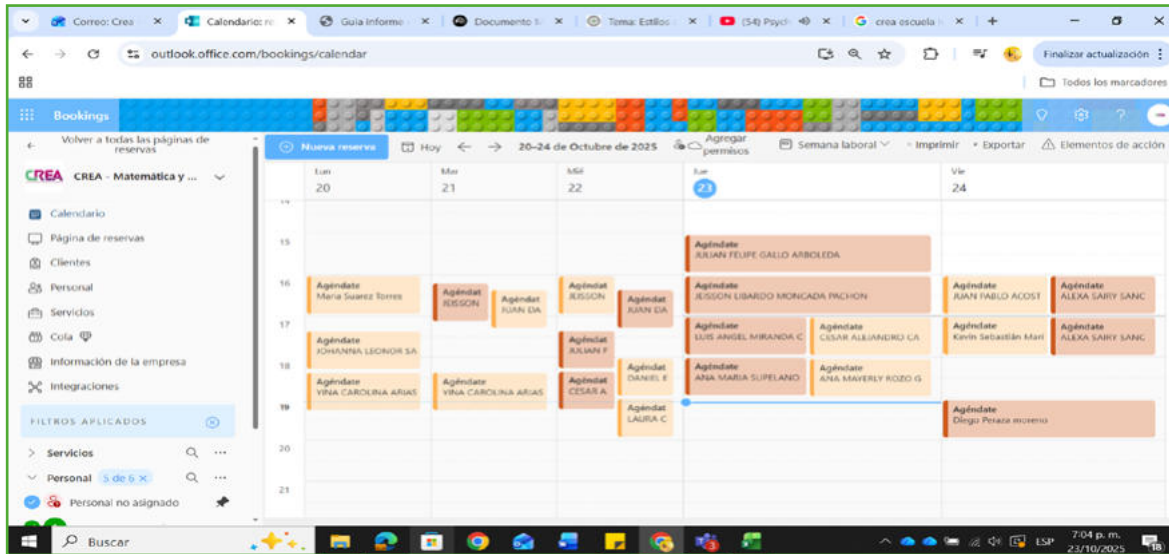 Correo: Crea
Calendario: re
Guia Informe
Documento
Tema: Estilos
(54) Psych
crea escuela
outlook.office.com/bookings/calendar
Finalizar actualización
Todos los marcadores
Bookings
Volver a todas las páginas de reservas
Nueva reserva
Hoy
20–24 de Octubre de 2025
Agregar permisos
Semana laboral
Imprimir
Exportar
Elementos de acción
CREA CREA - Matemática y ...
Lun
20
Mar
21
Mié
22
Jue
23
Vie
24
Calendario
Página de reservas
Clientes
Personal
Servicios
Cola
Información de la empresa
Integraciones
FILTROS APLICADOS
Servicios
Personal 5 de 6 ×
Personal no asignado
14
15
16
17
18
19
20
21
Agéndate
Maria Suarez Torres
Agéndate
JOHANNA LEONOR SA
Agéndate
YINA CAROLINA ARIAS
Agéndat
JEISSON
Agéndat
JUAN DA
Agéndate
YINA CAROLINA ARIAS
Agéndat
JEISSON
Agéndat
JUAN DA
Agéndat
JULIAN F
Agéndat
DANIEL E
Agéndat
CESAR A
Agéndat
LAURA C
Agéndate
JULIAN FELIPE GALLO ARBOLEDA
Agéndate
JEISSON LIBARDO MONCADA PACHON
Agéndate
LUIS ANGEL MIRANDA C
Agéndate
CESAR ALEJANDRO CA
Agéndate
ANA MARIA SUPELANO
Agéndate
ANA MAYERLY ROZO G
Agéndate
JUAN PABLO ACOST
Agéndate
ALEXA SAIRY SANC
Agéndate
Kevin Sebastián Mart
Agéndate
ALEXA SAIRY SANC
Agéndate
Diego Peraza moreno
Buscar
ESP
7:04 p. m.
23/10/2025